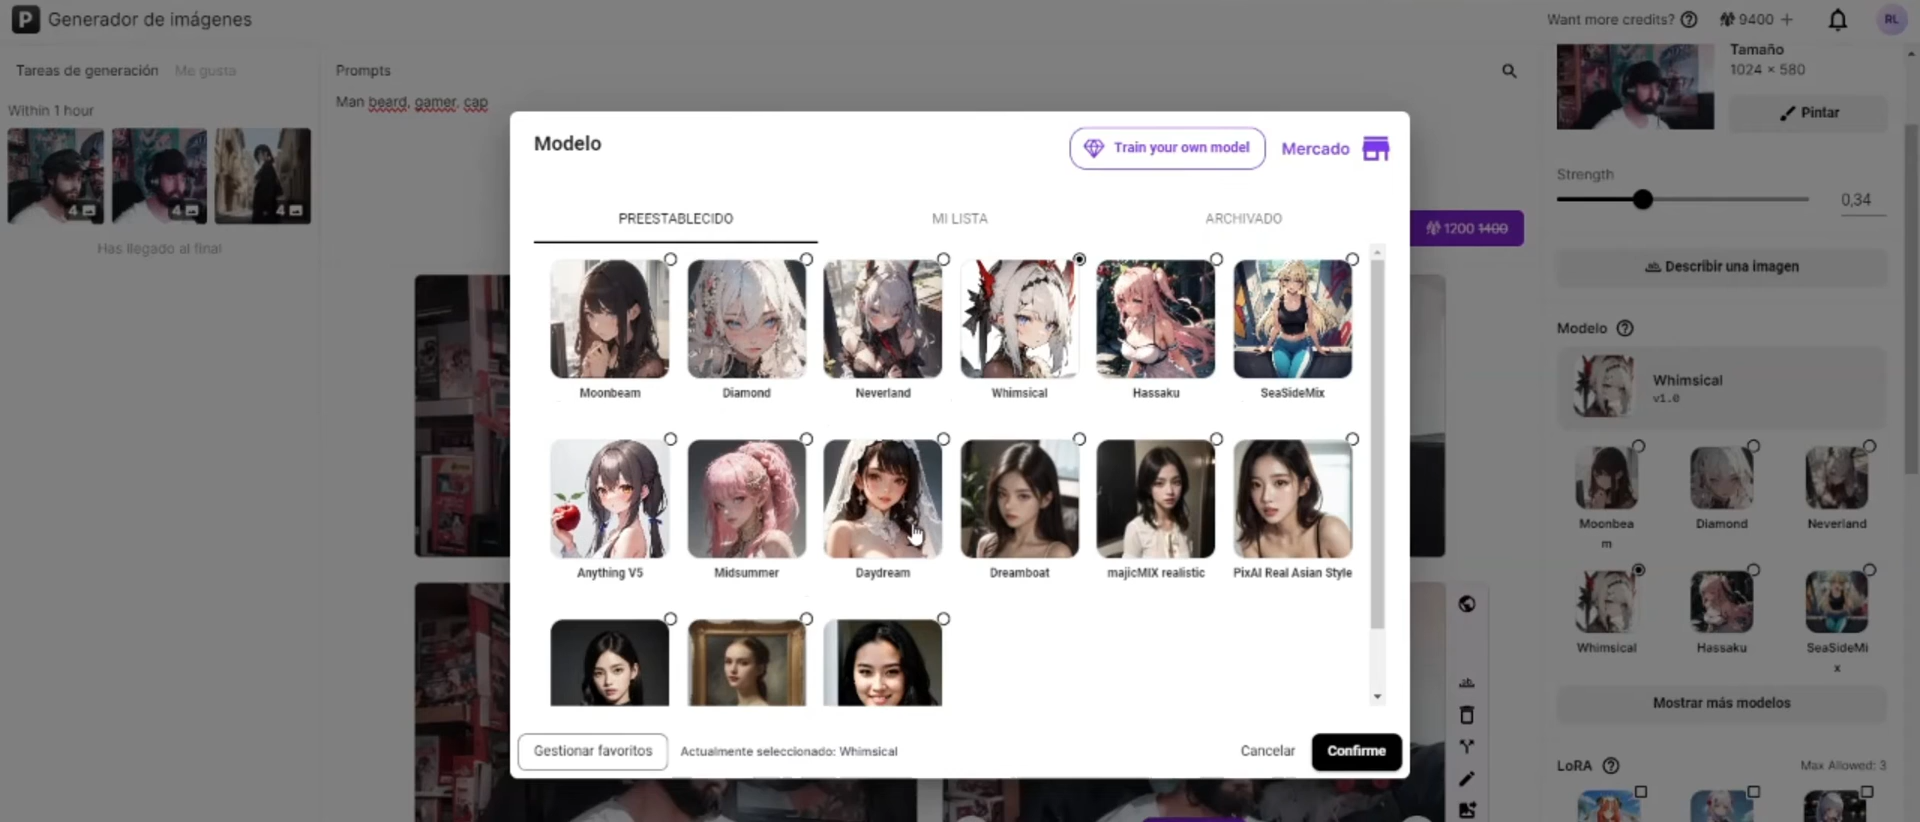 P Generador de imágenes
Want more credits? 9400 + RL
Tareas de generación Me gusta
Within 1 hour
4 4 4
Has llegado al final
Prompts
Man beard, gamer, cap
Modelo
Train your own model
Mercado
PREESTABLECIDO MI LISTA ARCHIVADO
Moonbeam Diamond Neverland Whimsical Hassaku SeaSideMix
Anything V5 Midsummer Daydream Dreamboat majicMIX realistic PixAI Real Asian Style
Gestionar favoritos
Actualmente seleccionado: Whimsical
Cancelar
Confirme
1200 1400
Tamaño
1024 × 580
Pintar
Strength
0,34
Describir una imagen
Modelo
Whimsical
v1.0
Moonbea
m
Diamond Neverland
Whimsical Hassaku SeaSideMi
x
Mostrar más modelos
LoRA Max Allowed: 3